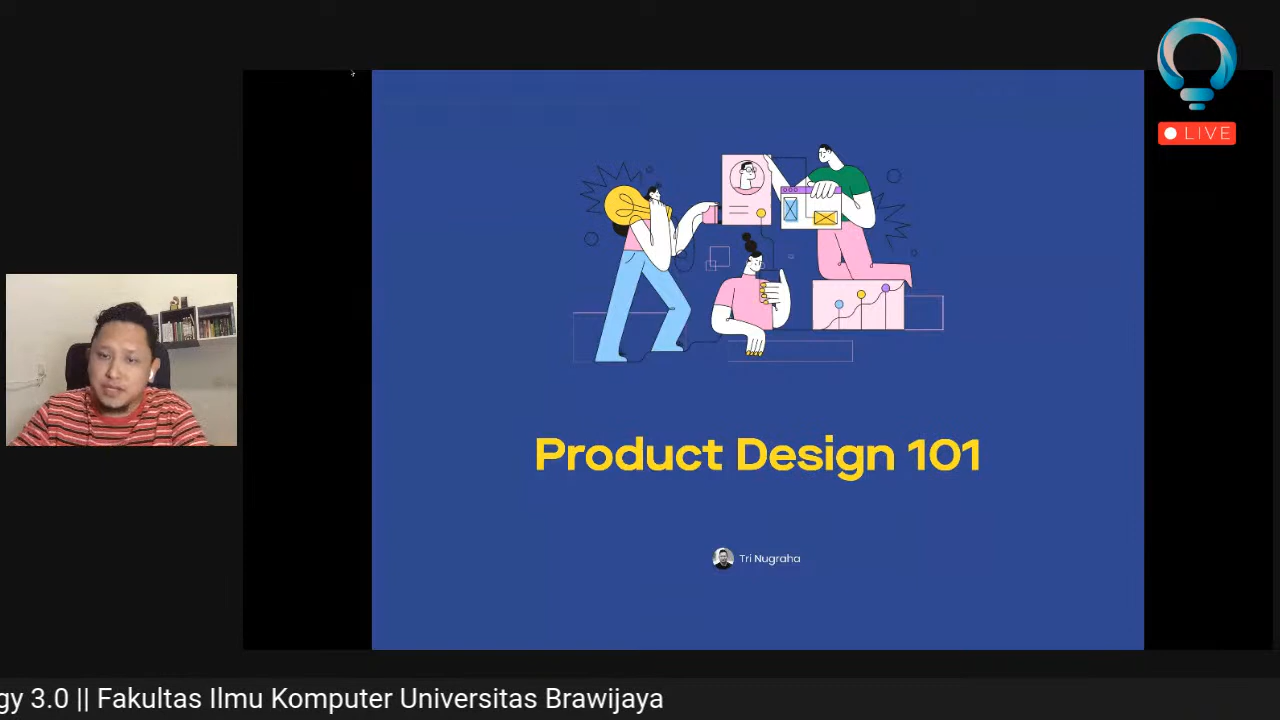 LIVE
Product Design 101
Tri Nugraha
gy 3.0 || Fakultas Ilmu Komputer Universitas Brawijaya